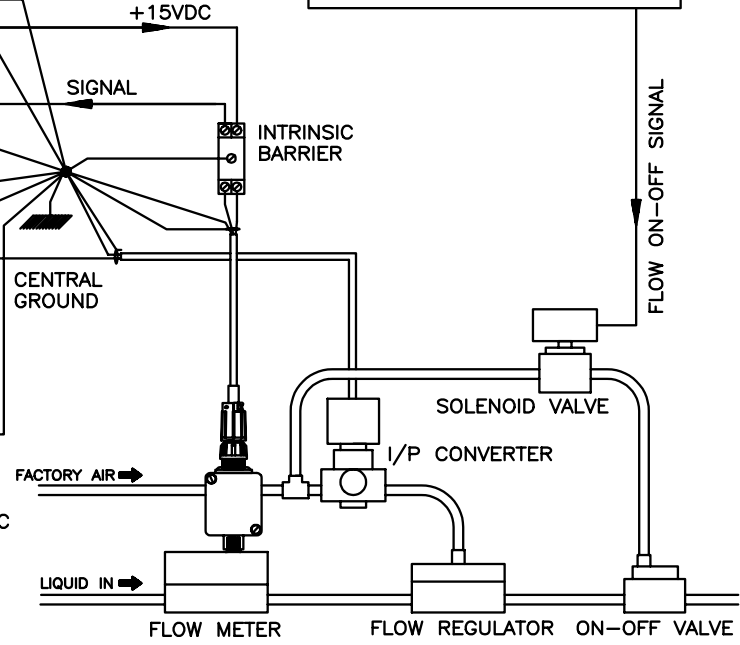 +15VDC
SIGNAL
INTRINSIC
BARRIER
FLOW ON-OFF SIGNAL
CENTRAL
GROUND
SOLENOID VALVE
I/P CONVERTER
FACTORY AIR
C
LIQUID IN
FLOW METER
FLOW REGULATOR
ON-OFF VALVE